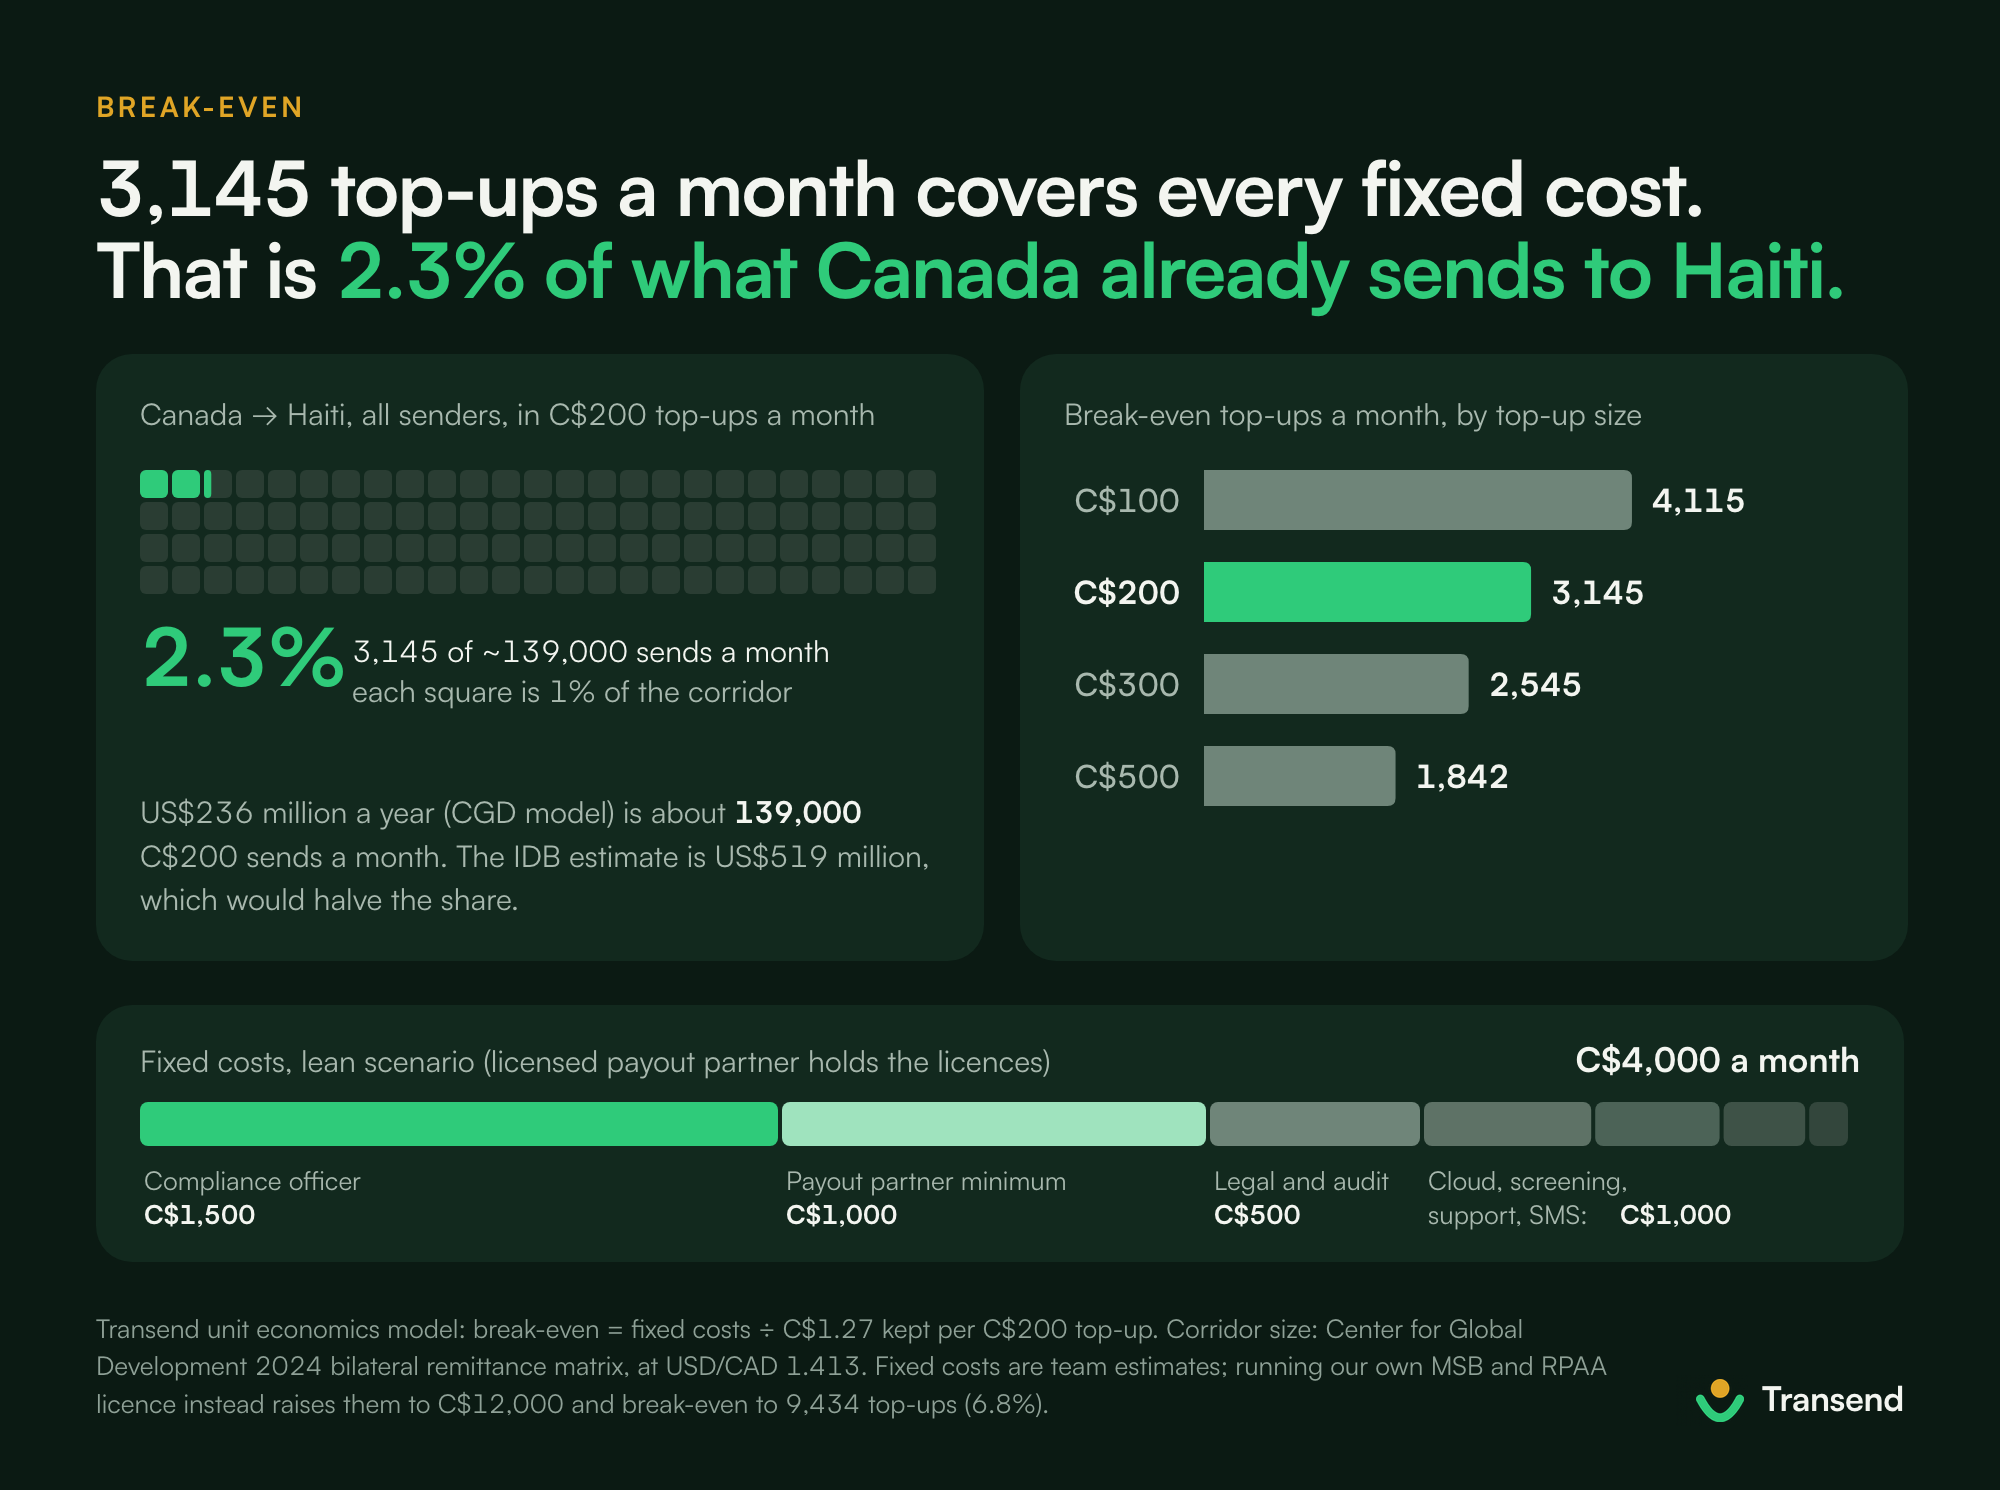 BREAK-EVEN
3,145 top-ups a month covers every fixed cost.
That is 2.3% of what Canada already sends to Haiti.
Canada → Haiti, all senders, in C$200 top-ups a month
2.3%
3,145 of ~139,000 sends a month
each square is 1% of the corridor
US$236 million a year (CGD model) is about 139,000
C$200 sends a month. The IDB estimate is US$519 million,
which would halve the share.
Break-even top-ups a month, by top-up size
C$100 4,115
C$200 3,145
C$300 2,545
C$500 1,842
Fixed costs, lean scenario (licensed payout partner holds the licences)
C$4,000 a month
Compliance officer
C$1,500
Payout partner minimum
C$1,000
Legal and audit
C$500
Cloud, screening,
support, SMS: C$1,000
Transend unit economics model: break-even = fixed costs ÷ C$1.27 kept per C$200 top-up. Corridor size: Center for Global
Development 2024 bilateral remittance matrix, at USD/CAD 1.413. Fixed costs are team estimates; running our own MSB and RPAA
licence instead raises them to C$12,000 and break-even to 9,434 top-ups (6.8%).
Transend